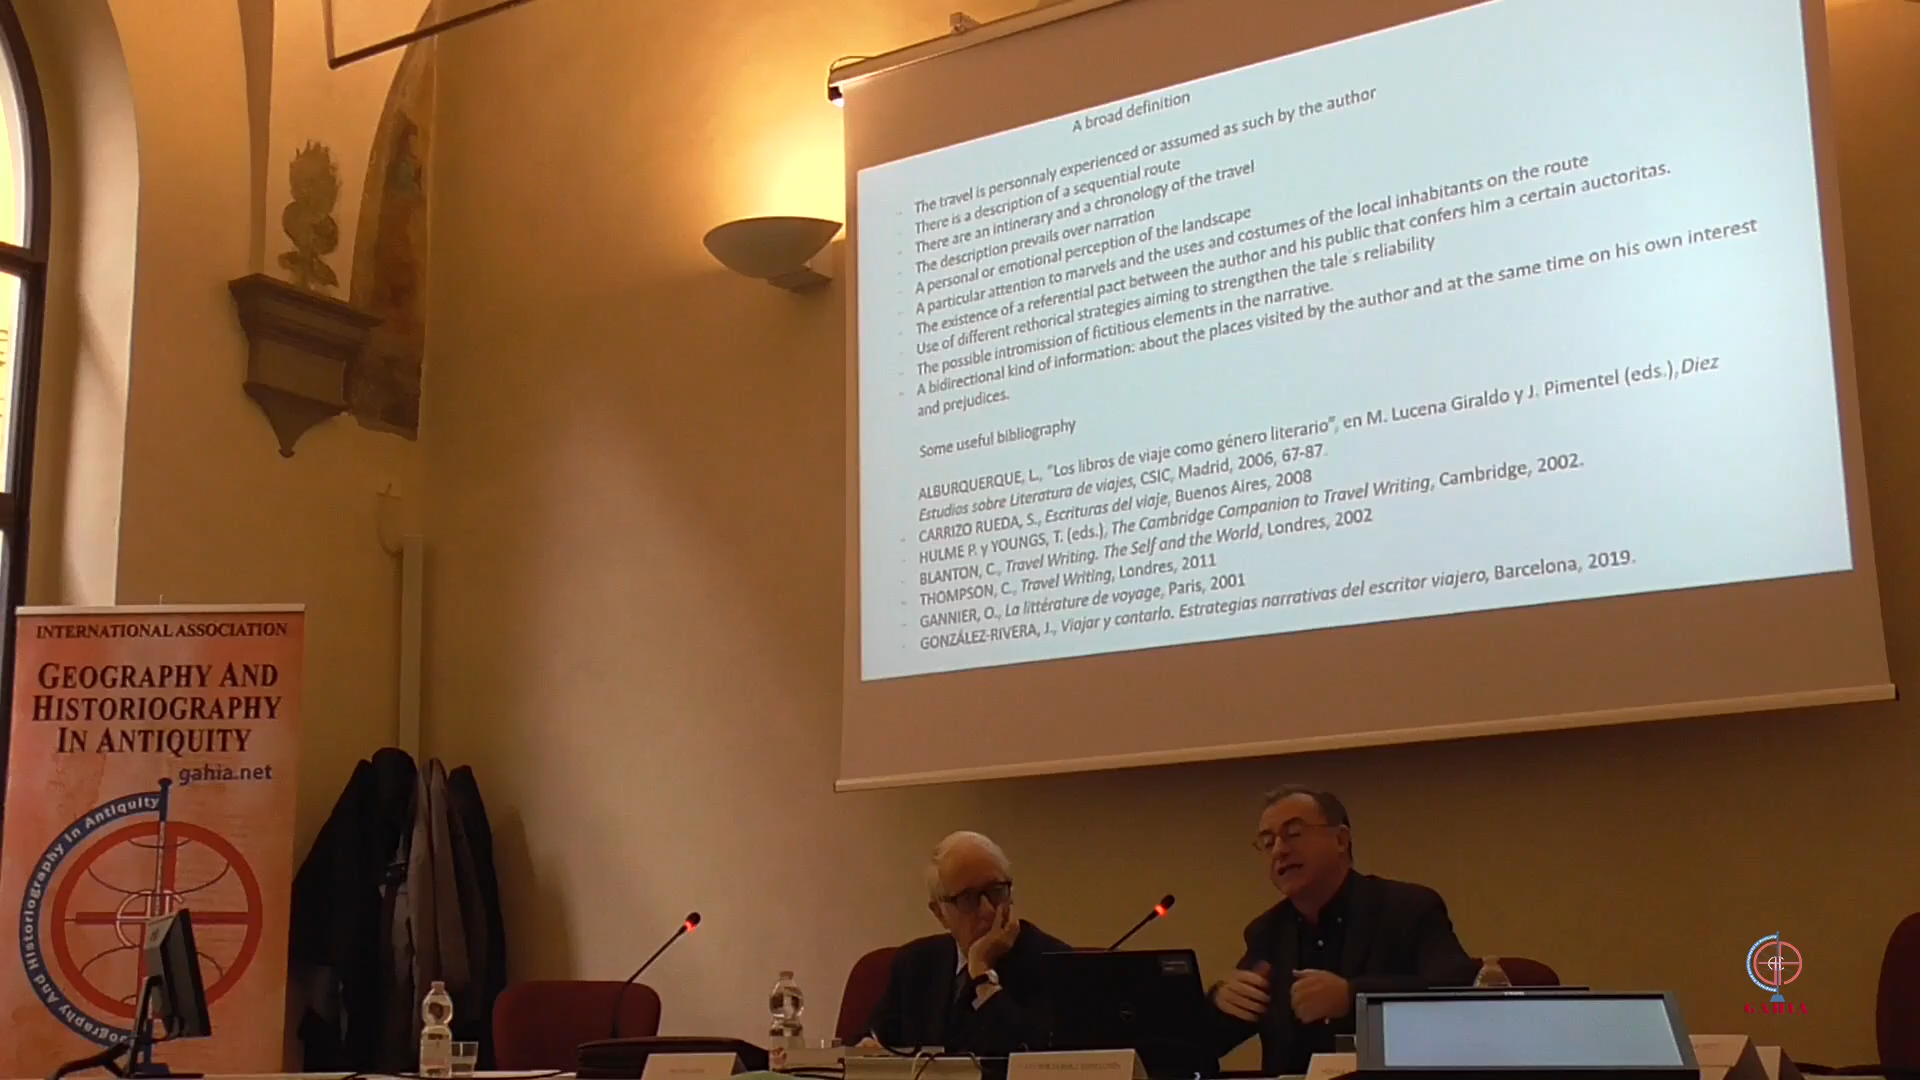 A broad definition
- The travel is personnaly experienced or assumed as such by the author
- There is a description of a sequential route
- There are an intinerary and a chronology of the travel
- The description prevails over narration
- A personal or emotional perception of the landscape
- A particular attention to marvels and the uses and costumes of the local inhabitants on the route
- The existence of a referential pact between the author and his public that confers him a certain auctoritas.
- Use of different rethorical strategies aiming to strengthen the tale´s reliability
- The possible intromission of fictitious elements in the narrative.
- A bidirectional kind of information: about the places visited by the author and at the same time on his own interest
and prejudices.
Some useful bibliography
ALBURQUERQUE, L., "Los libros de viaje como género literario", en M. Lucena Giraldo y J. Pimentel (eds.), Diez
Estudios sobre Literatura de viajes, CSIC, Madrid, 2006, 67-87.
- CARRIZO RUEDA, S., Escrituras del viaje, Buenos Aires, 2008
- HULME P. y YOUNGS, T. (eds.), The Cambridge Companion to Travel Writing, Cambridge, 2002.
- BLANTON, C., Travel Writing. The Self and the World, Londres, 2002
- THOMPSON, C., Travel Writing, Londres, 2011
- GANNIER, O., La littérature de voyage, Paris, 2001
- GONZÁLEZ-RIVERA, J., Viajar y contarlo. Estrategias narrativas del escritor viajero, Barcelona, 2019.
INTERNATIONAL ASSOCIATION
GEOGRAPHY AND
HISTORIOGRAPHY
IN ANTIQUITY
gahia.net
And Historiography In Antiquity
GAHIA